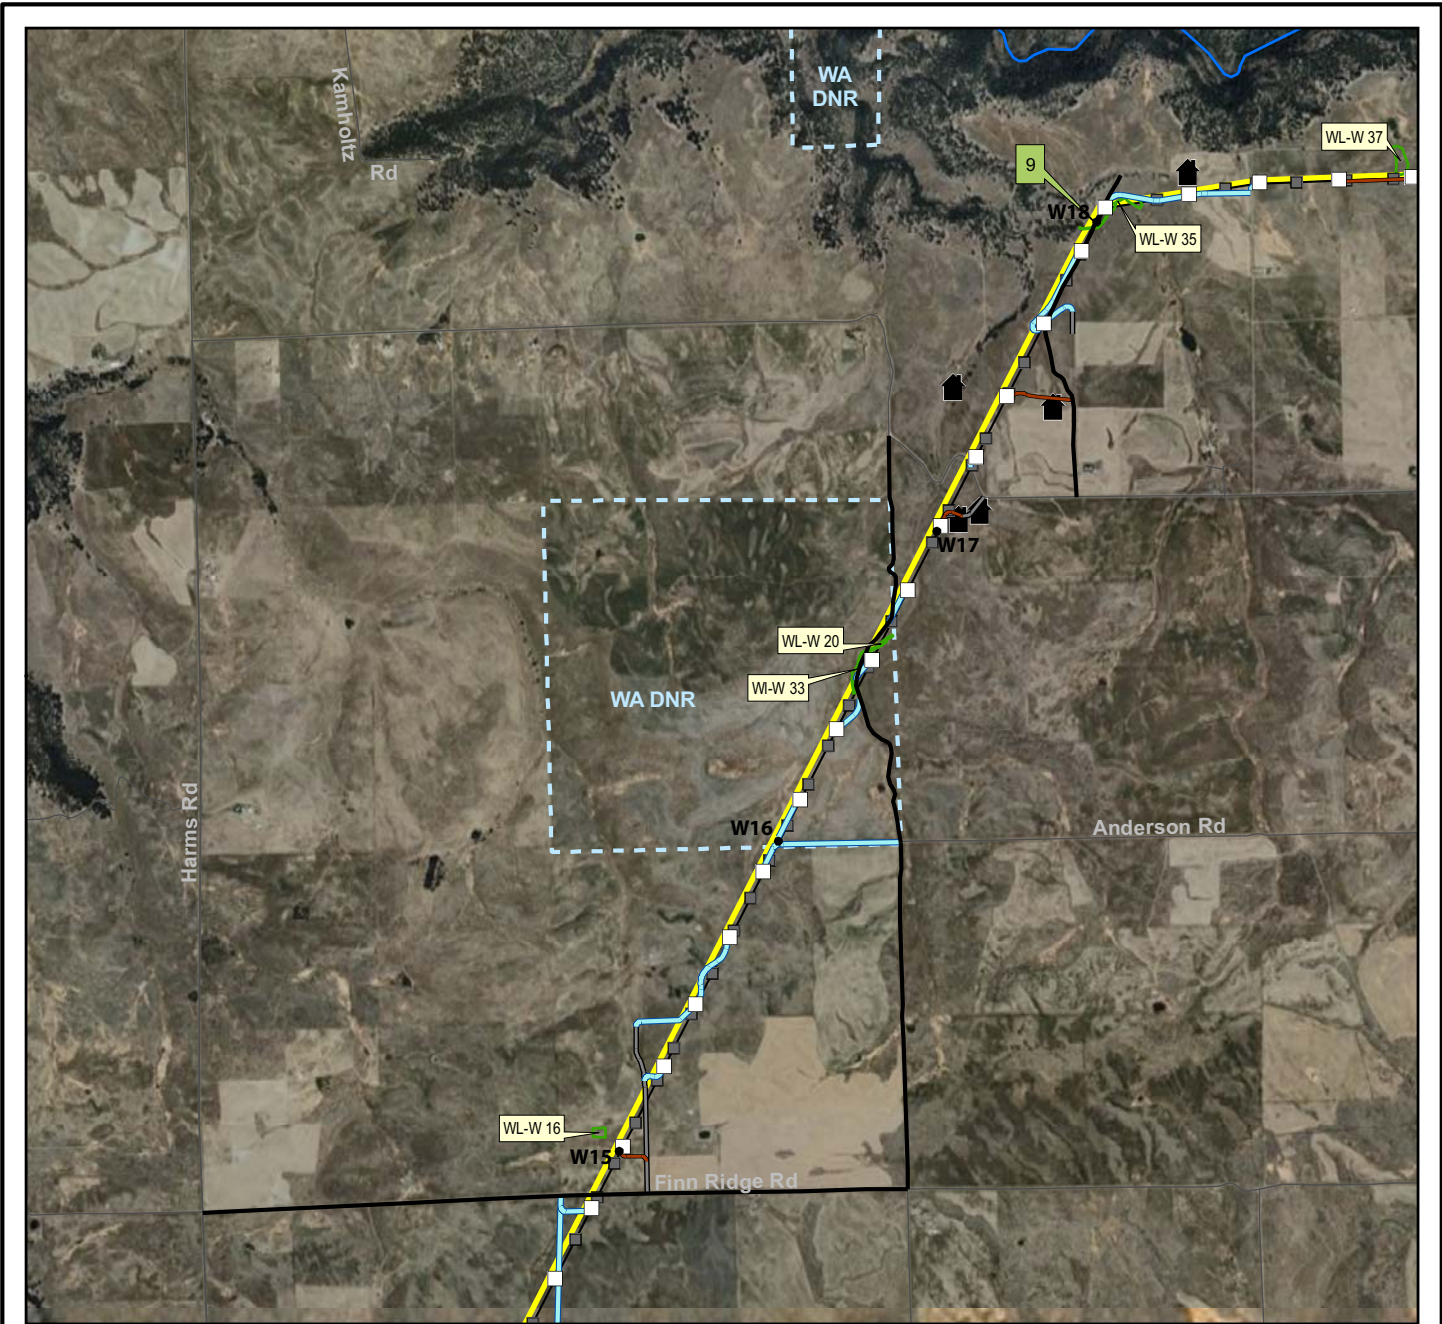 WA
DNR
Kamholtz
Rd
WL-W 37
9
W18
WL-W 35
W17
WL-W 20
WI-W 33
WA DNR
W16
Anderson Rd
Harms Rd
WL-W 16
W15
Finn Ridge Rd